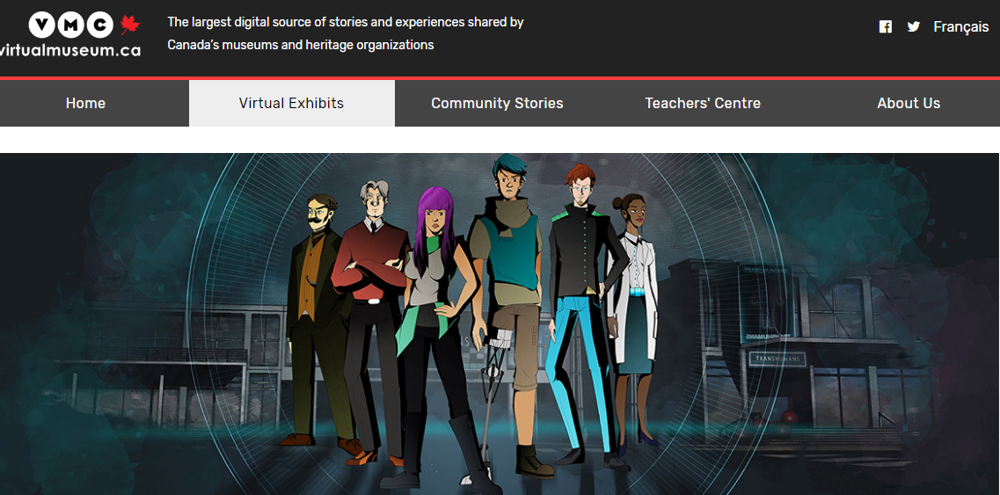 VMC
virtualmuseum.ca
The largest digital source of stories and experiences shared by
Canada's museums and heritage organizations
Français
Home
Virtual Exhibits
Community Stories
Teachers' Centre
About Us
TRANSHUMANS
TRANSHUMANS